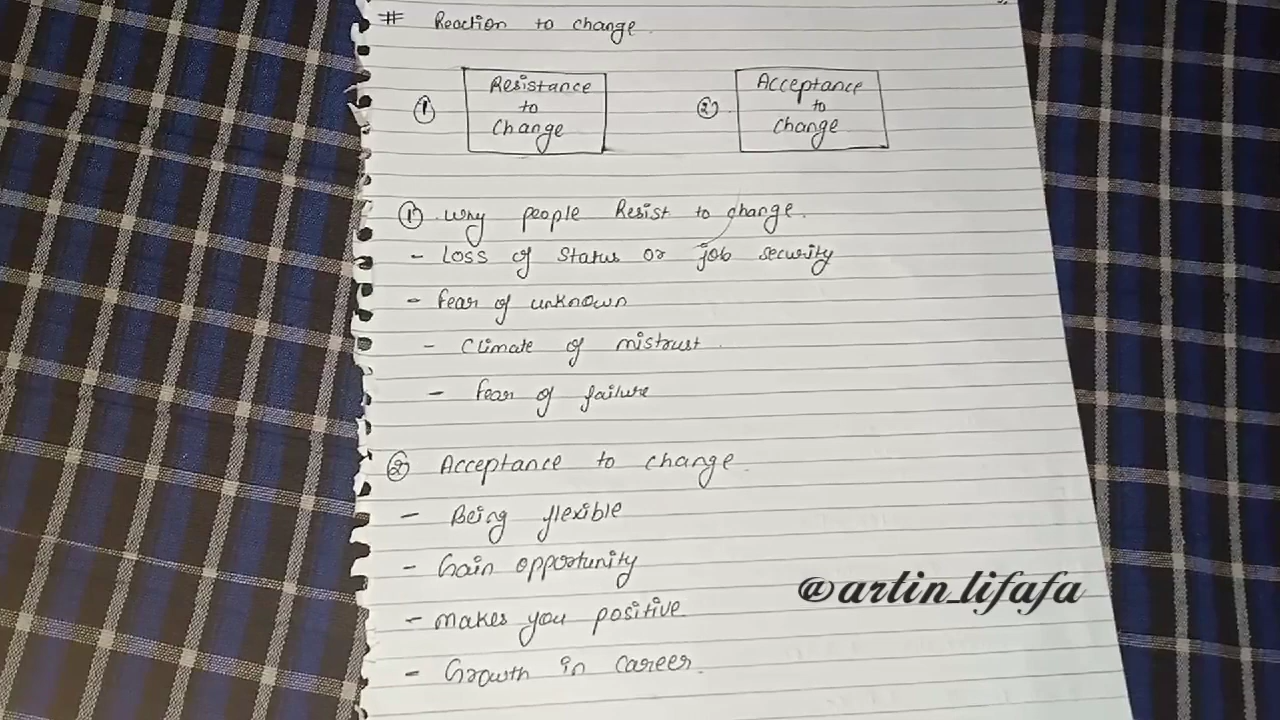 # Reaction to change.
① Resistance to change
② Acceptance to change
① Why people Resist to change.
- Loss of status or job security
- fear of unknown
- Climate of mistrust.
- fear of failure
② Acceptance to change.
- Being flexible
- Gain opportunity
- makes you positive
- Growth in career.
@artin_lifafa